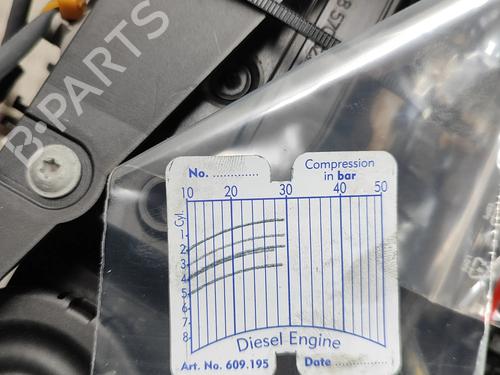 B-PARTS
No. ..............
Compression
in bar
10 20 30 40 50
Cyl.
1
2
3
4
5
6
7
8
Diesel Engine
Art. No. 609.195
Date ................